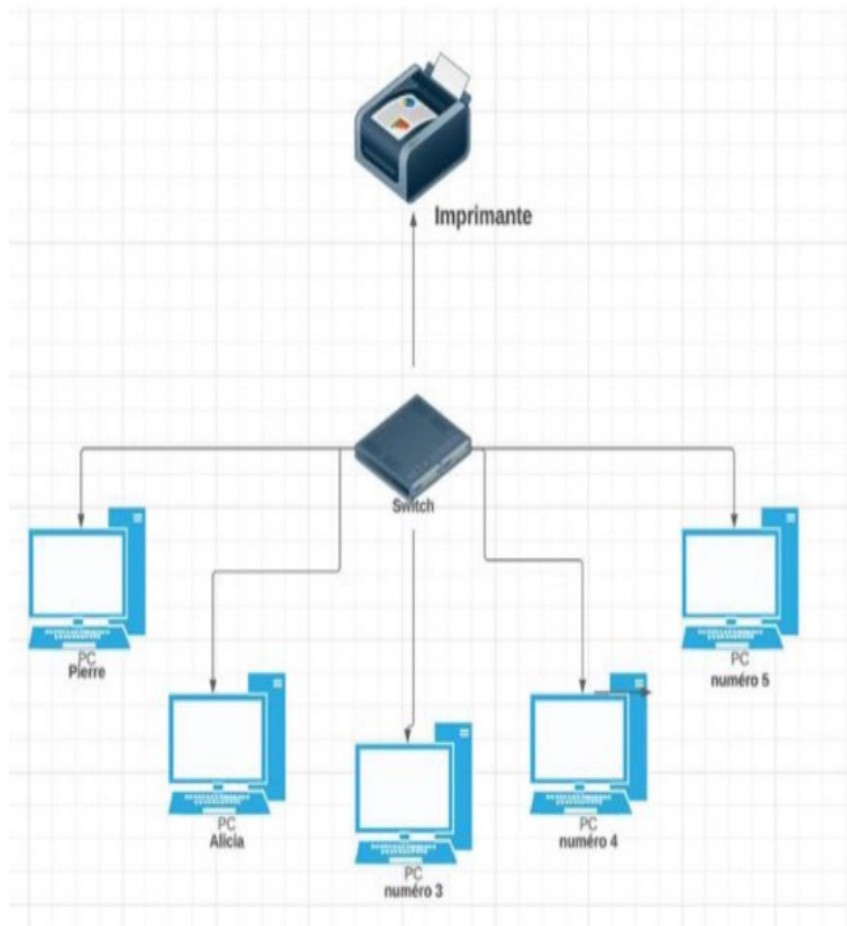 Imprimante
Switch
PC
Pierre
PC
Alicia
PC
numéro 3
PC
numéro 4
PC
numéro 5